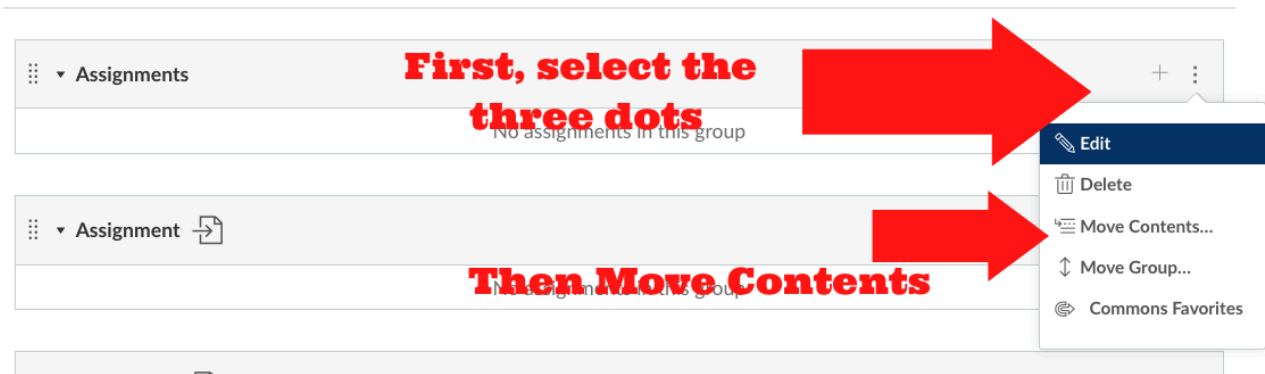 Assignments
First, select the
three dots
No assignments in this group
Edit
Delete
Assignment
Move Contents...
Then Move Contents
No assignments in this group
Move Group...
Commons Favorites